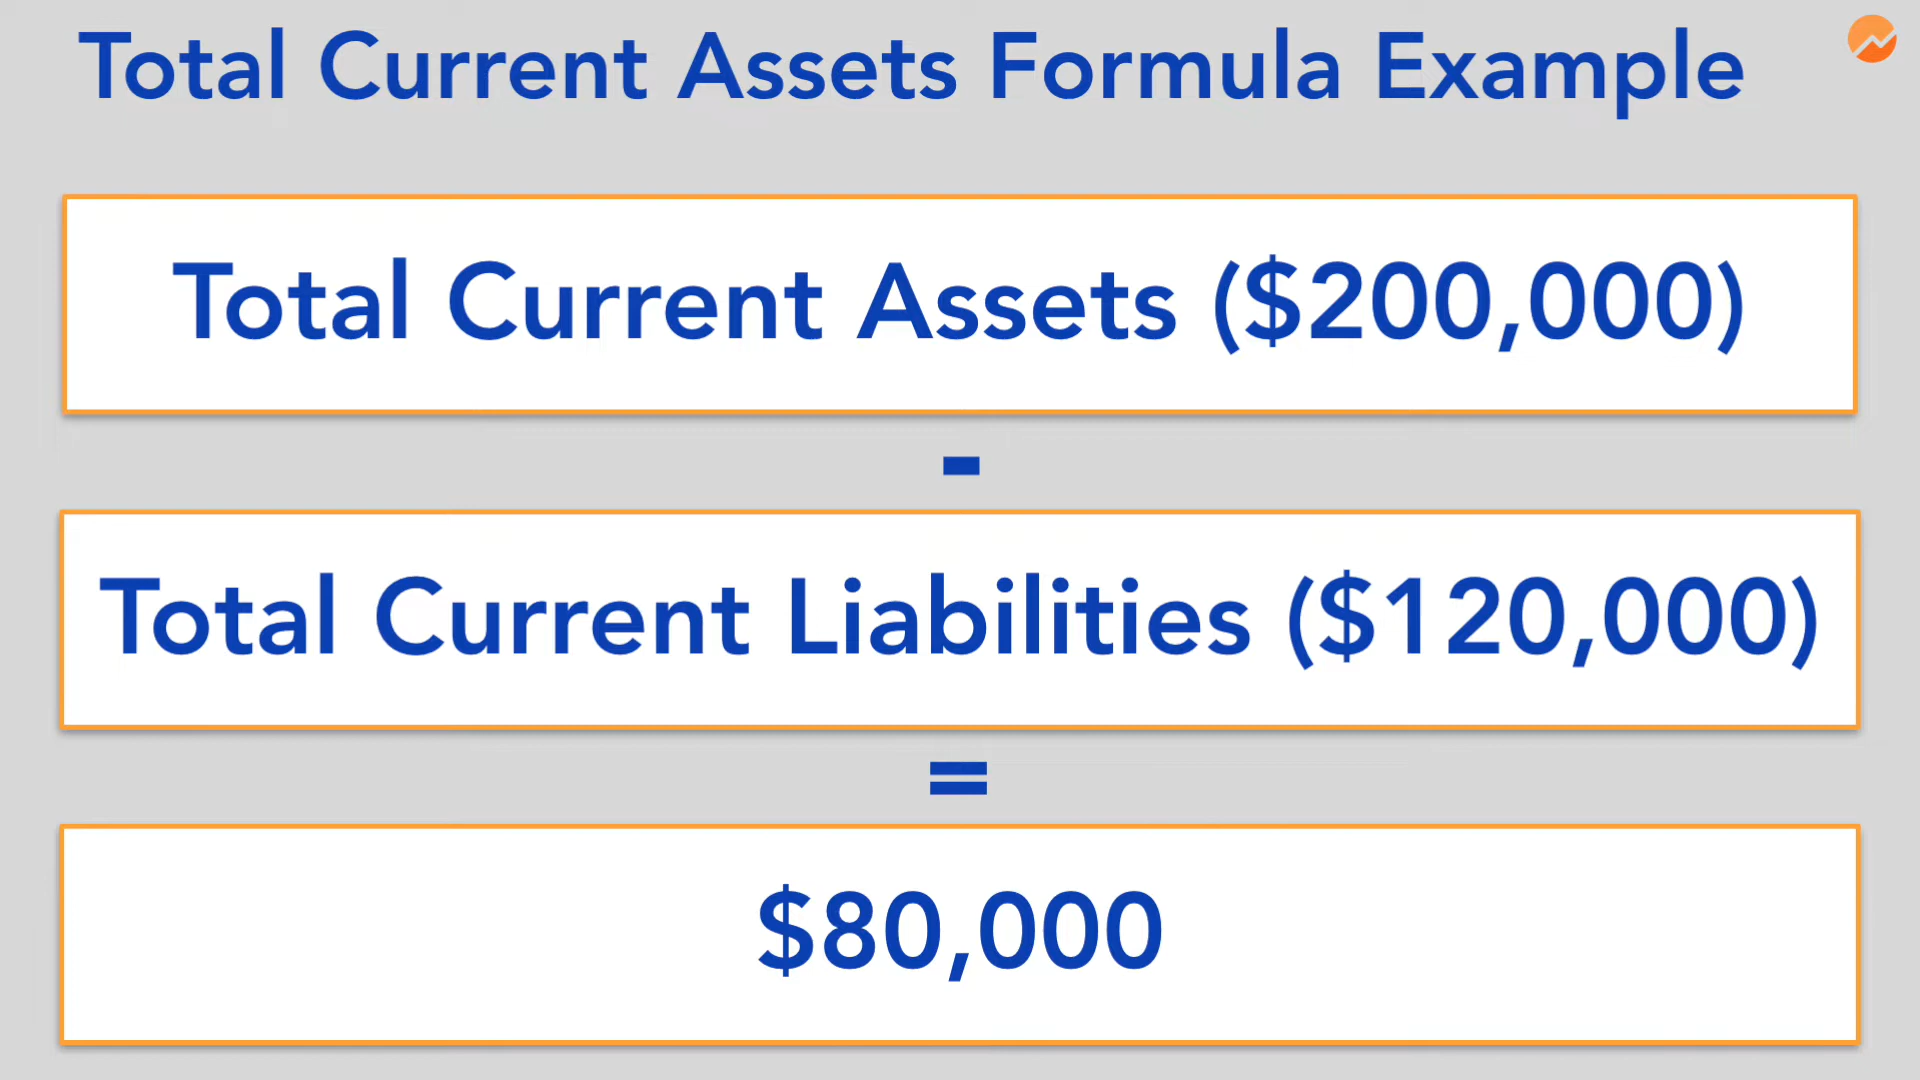 Total Current Assets Formula Example
Total Current Assets ($200,000)
-
Total Current Liabilities ($120,000)
=
$80,000